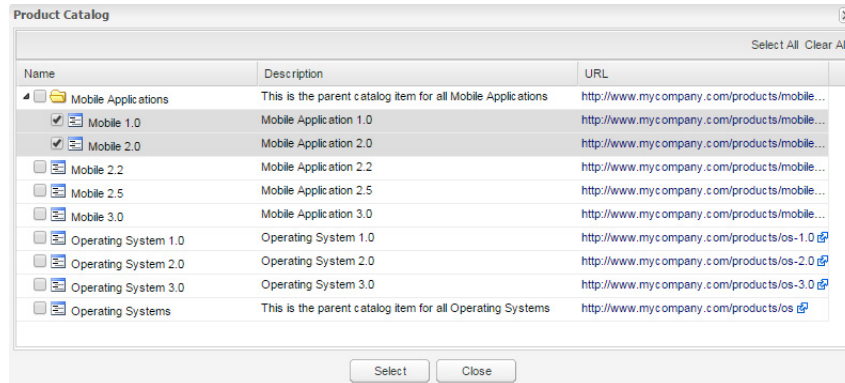 Product Catalog
Select All Clear Al
Name Description URL
Mobile Applications This is the parent catalog item for all Mobile Applications http://www.mycompany.com/products/mobile...
Mobile 1.0 Mobile Application 1.0 http://www.mycompany.com/products/mobile...
Mobile 2.0 Mobile Application 2.0 http://www.mycompany.com/products/mobile...
Mobile 2.2 Mobile Application 2.2 http://www.mycompany.com/products/mobile...
Mobile 2.5 Mobile Application 2.5 http://www.mycompany.com/products/mobile...
Mobile 3.0 Mobile Application 3.0 http://www.mycompany.com/products/mobile...
Operating System 1.0 Operating System 1.0 http://www.mycompany.com/products/os-1.0
Operating System 2.0 Operating System 2.0 http://www.mycompany.com/products/os-2.0
Operating System 3.0 Operating System 3.0 http://www.mycompany.com/products/os-3.0
Operating Systems This is the parent catalog item for all Operating Systems http://www.mycompany.com/products/os
Select Close